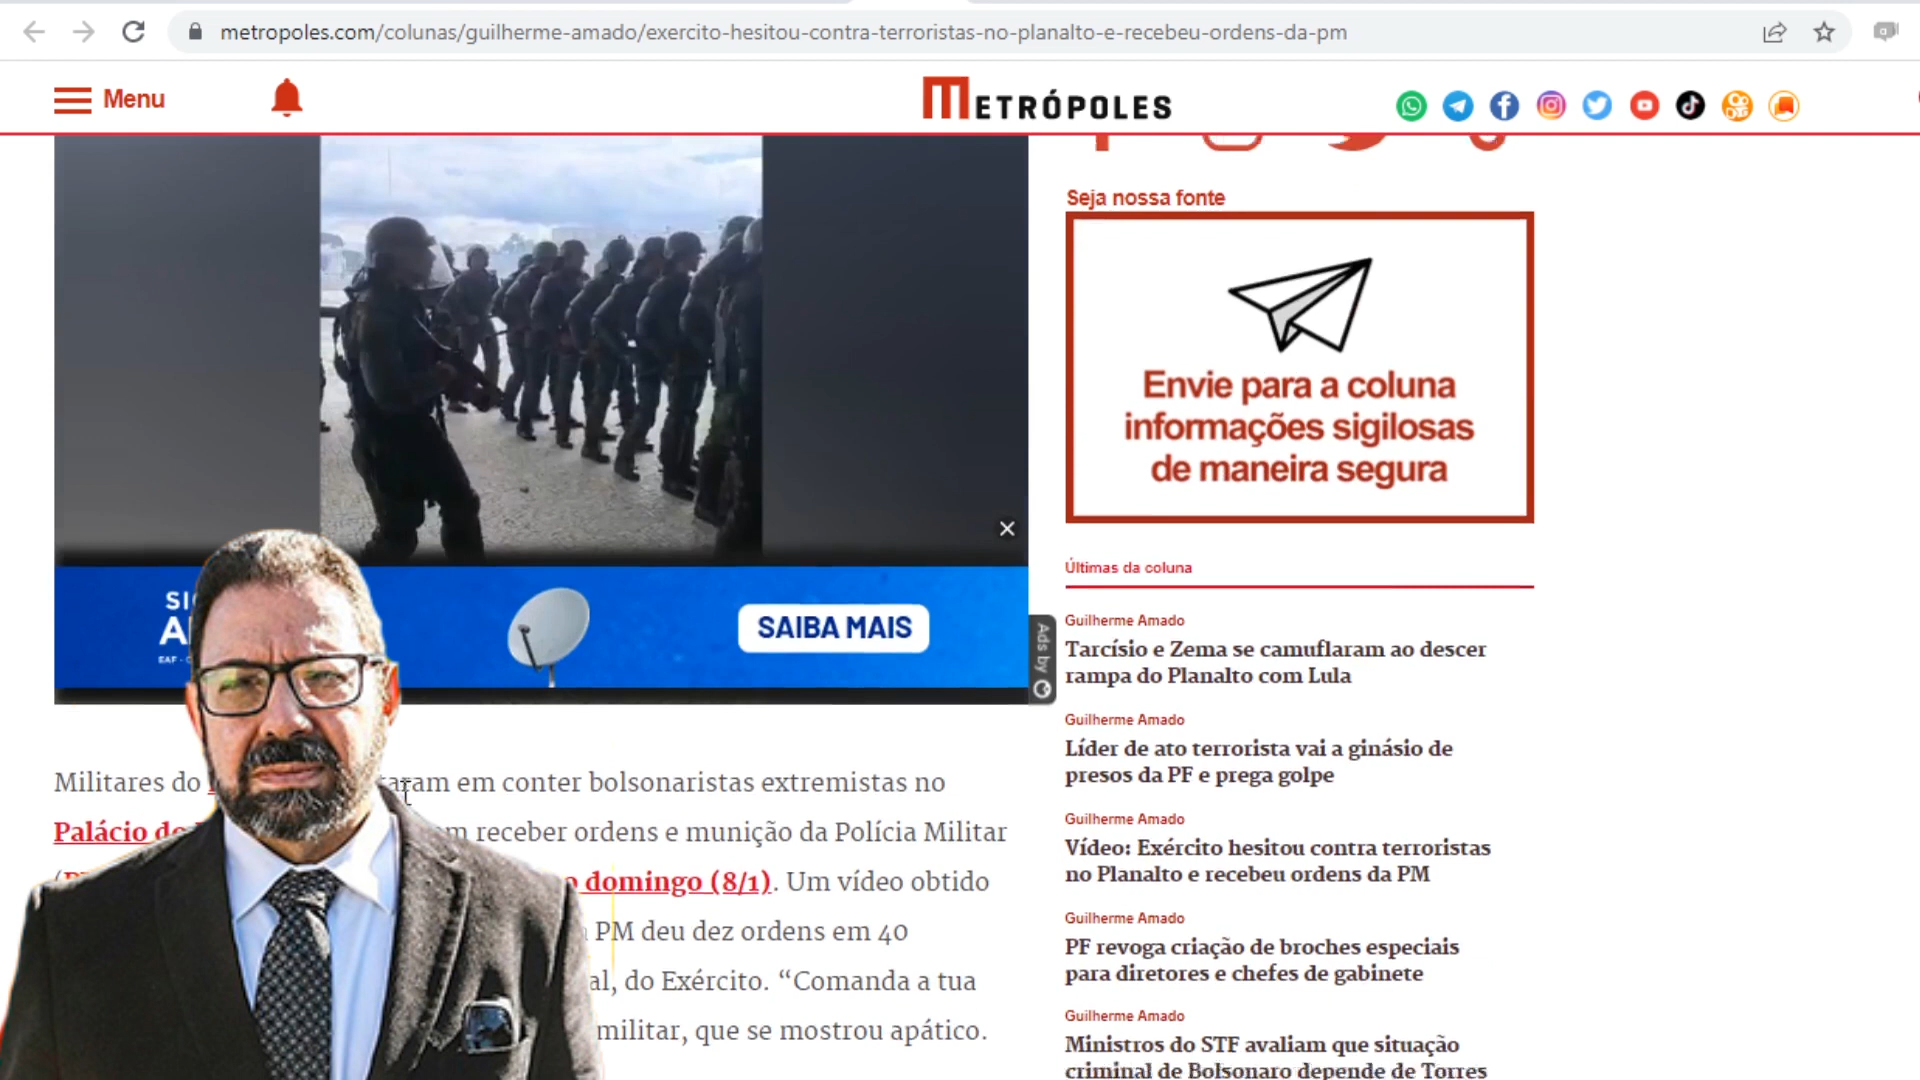 metropoles.com/colunas/guilherme-amado/exercito-hesitou-contra-terroristas-no-planalto-e-recebeu-ordens-da-pm
Menu
METRÓPOLES
Seja nossa fonte
Envie para a coluna
informações sigilosas
de maneira segura
SAIBA MAIS
EAF
Ads by
Militares do
em conter bolsonaristas extremistas no
Palácio do
receber ordens e munição da Polícia Militar
domingo (8/1). Um vídeo obtido
PM deu dez ordens em 40
do Exército. “Comanda a tua
militar, que se mostrou apático.
Últimas da coluna
Guilherme Amado
Tarcísio e Zema se camuflaram ao descer
rampa do Planalto com Lula
Guilherme Amado
Líder de ato terrorista vai a ginásio de
presos da PF e prega golpe
Guilherme Amado
Vídeo: Exército hesitou contra terroristas
no Planalto e recebeu ordens da PM
Guilherme Amado
PF revoga criação de broches especiais
para diretores e chefes de gabinete
Guilherme Amado
Ministros do STF avaliam que situação
criminal de Bolsonaro depende de Torres